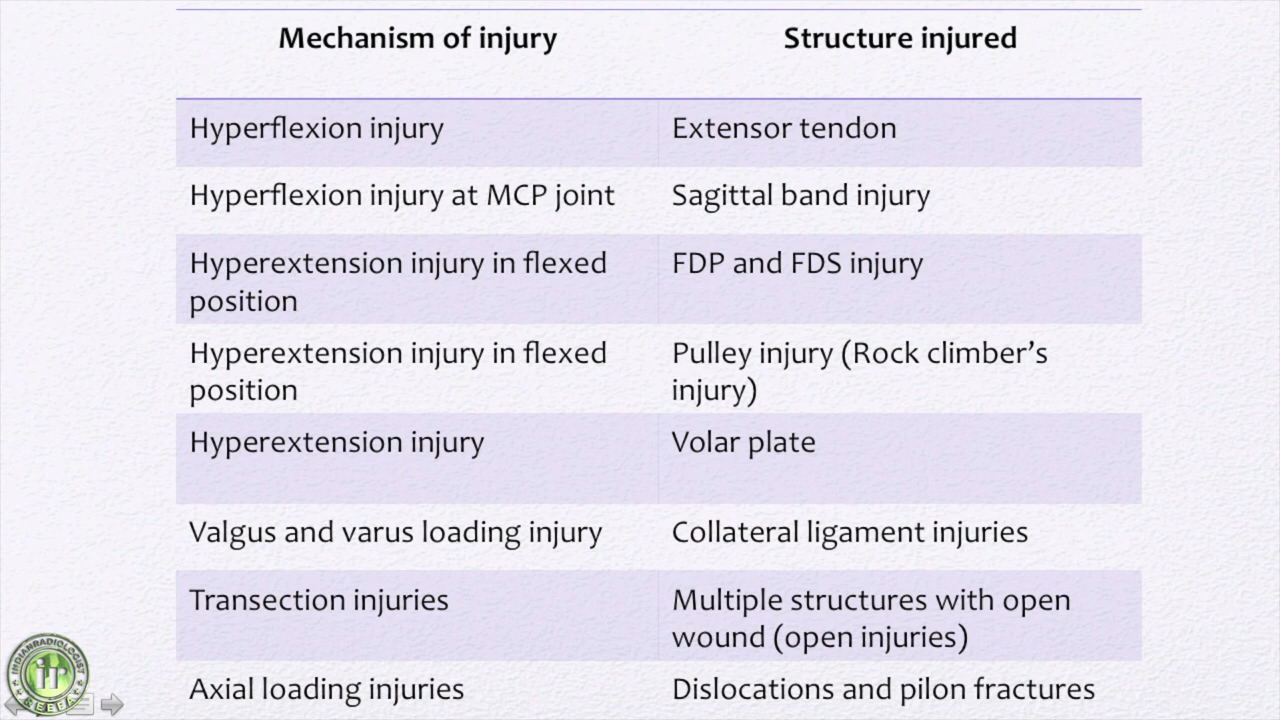 Mechanism of injury
Structure injured
Hyperflexion injury
Extensor tendon
Hyperflexion injury at MCP joint
Sagittal band injury
Hyperextension injury in flexed
position
FDP and FDS injury
Hyperextension injury in flexed
position
Pulley injury (Rock climber's
injury)
Hyperextension injury
Volar plate
Valgus and varus loading injury
Collateral ligament injuries
Transection injuries
Multiple structures with open
wound (open injuries)
Axial loading injuries
Dislocations and pilon fractures
INDIANRADIOLOGIST
ir